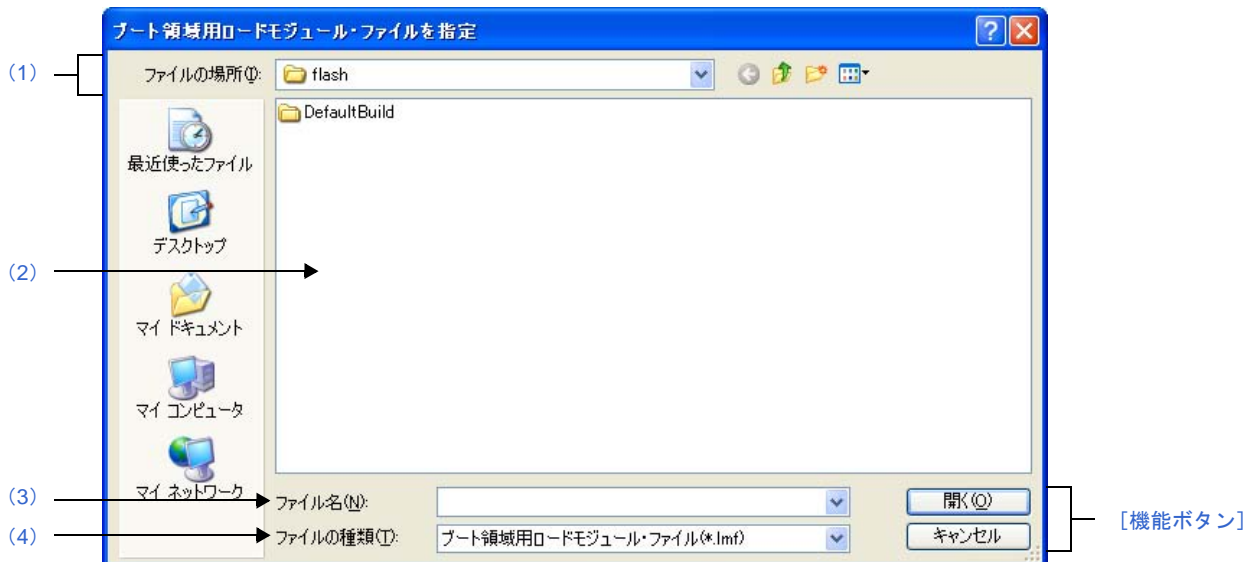 ブート領域用ロードモジュール・ファイルを指定
(1)
ファイルの場所(I):
flash
DefaultBuild
最近使ったファイル
デスクトップ
(2)
マイ ドキュメント
マイ コンピュータ
マイ ネットワーク
(3)
ファイル名(N):
開く(O)
[機能ボタン]
(4)
ファイルの種類(T):
ブート領域用ロードモジュール・ファイル(*.lmf)
キャンセル